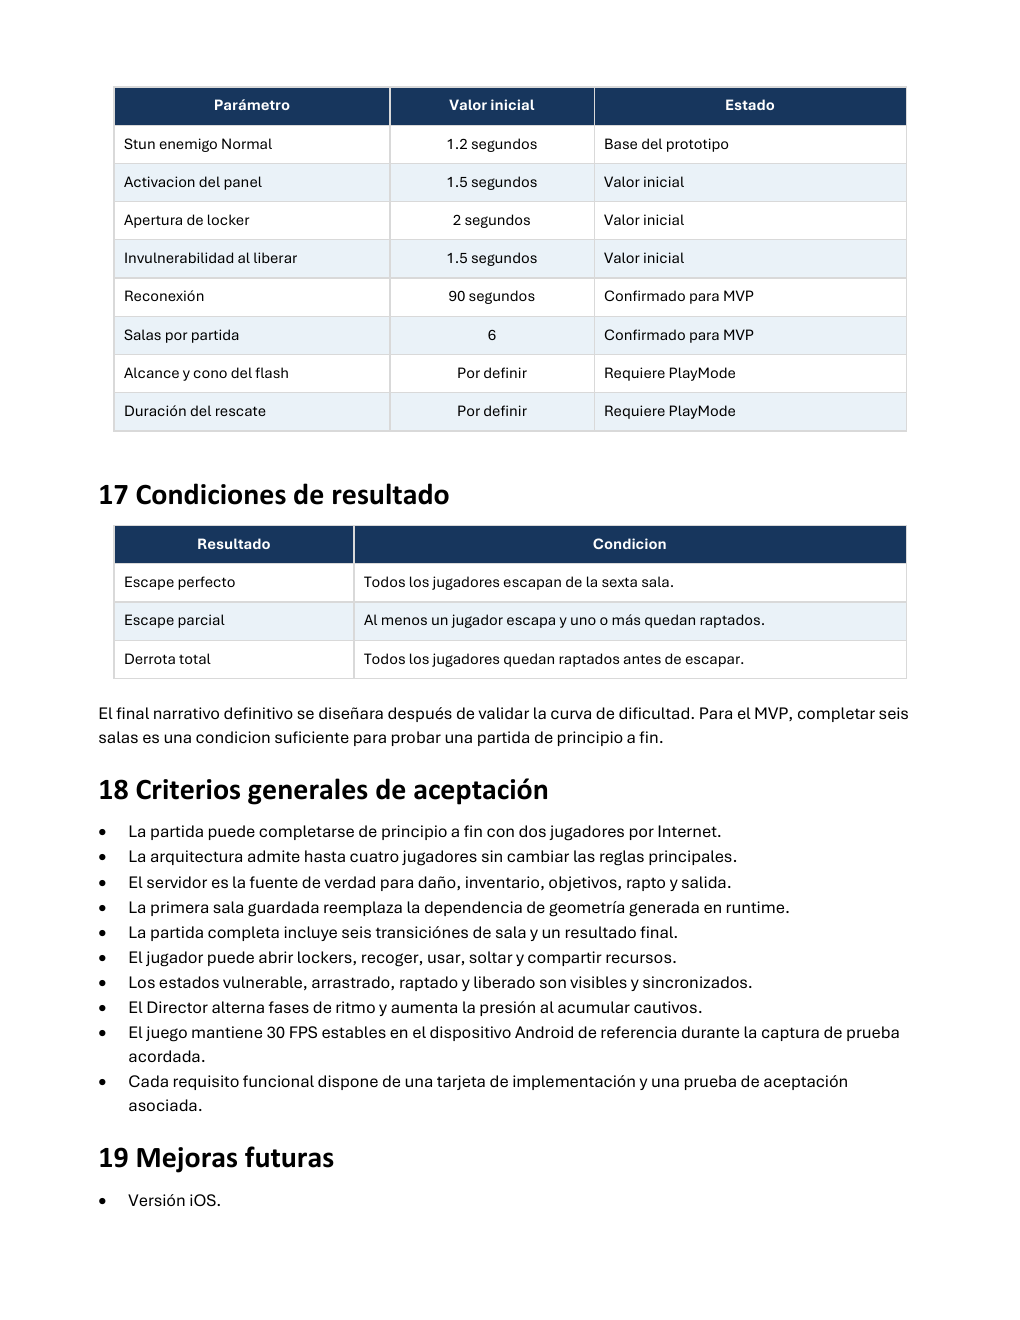 Parámetro Valor inicial Estado
Stun enemigo Normal 1.2 segundos Base del prototipo
Activacion del panel 1.5 segundos Valor inicial
Apertura de locker 2 segundos Valor inicial
Invulnerabilidad al liberar 1.5 segundos Valor inicial
Reconexión 90 segundos Confirmado para MVP
Salas por partida 6 Confirmado para MVP
Alcance y cono del flash Por definir Requiere PlayMode
Duración del rescate Por definir Requiere PlayMode
17 Condiciones de resultado
Resultado Condicion
Escape perfecto Todos los jugadores escapan de la sexta sala.
Escape parcial Al menos un jugador escapa y uno o más quedan raptados.
Derrota total Todos los jugadores quedan raptados antes de escapar.
El final narrativo definitivo se diseñara después de validar la curva de dificultad. Para el MVP, completar seis
salas es una condicion suficiente para probar una partida de principio a fin.
18 Criterios generales de aceptación
• La partida puede completarse de principio a fin con dos jugadores por Internet.
• La arquitectura admite hasta cuatro jugadores sin cambiar las reglas principales.
• El servidor es la fuente de verdad para daño, inventario, objetivos, rapto y salida.
• La primera sala guardada reemplaza la dependencia de geometría generada en runtime.
• La partida completa incluye seis transiciónes de sala y un resultado final.
• El jugador puede abrir lockers, recoger, usar, soltar y compartir recursos.
• Los estados vulnerable, arrastrado, raptado y liberado son visibles y sincronizados.
• El Director alterna fases de ritmo y aumenta la presión al acumular cautivos.
• El juego mantiene 30 FPS estables en el dispositivo Android de referencia durante la captura de prueba
acordada.
• Cada requisito funcional dispone de una tarjeta de implementación y una prueba de aceptación
asociada.
19 Mejoras futuras
• Versión iOS.